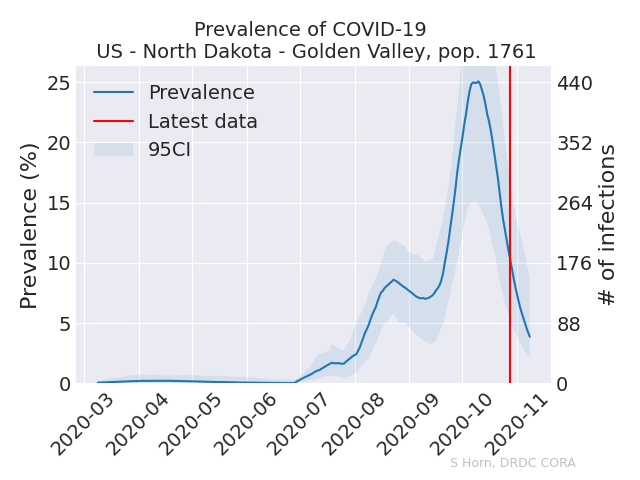 Prevalence of COVID-19
US - North Dakota - Golden Valley, pop. 1761
Prevalence
Latest data
95CI
Prevalence (%)
25
20
15
10
5
0
440
352
264
176
88
0
# of infections
2020-03
2020-04
2020-05
2020-06
2020-07
2020-08
2020-09
2020-10
2020-11
S Horn, DRDC CORA